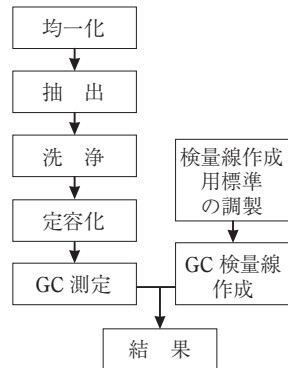 均一化
抽 出
洗 浄
定容化
GC 測定
検量線作成
用標準
の調製
GC 検量線
作成
結 果